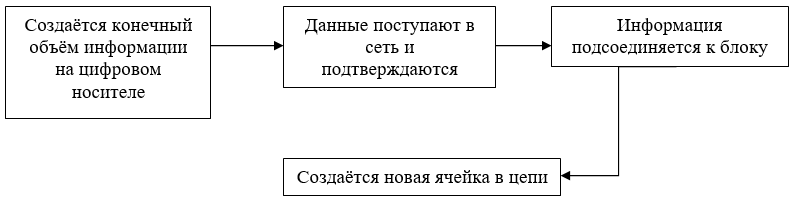 Создаётся конечный
объём информации
на цифровом
носителе
Данные поступают в
сеть и
подтверждаются
Информация
подсоединяется к блоку
Создаётся новая ячейка в цепи